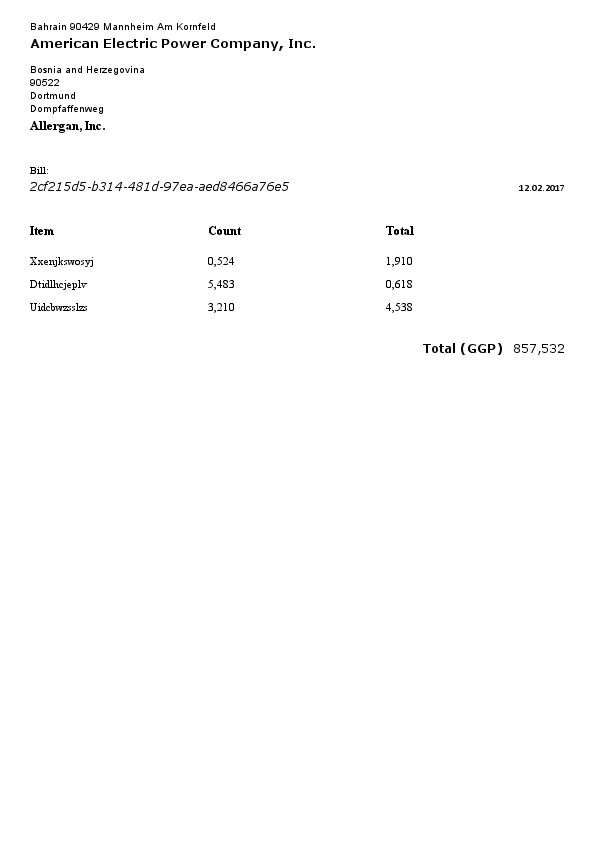 Bahrain 90429 Mannheim Am Kornfeld
American Electric Power Company, Inc.
Bosnia and Herzegovina
90522
Dortmund
Dompfaffenweg
Allergan, Inc.
Bill:
2cf215d5-b314-481d-97ea-aed8466a76e5 12.02.2017
Item Count Total
Xxenjkswosyj 0,524 1,910
Dtidlhcjeplv 5,483 0,618
Uidcbwzsslzs 3,210 4,538
Total (GGP) 857,532